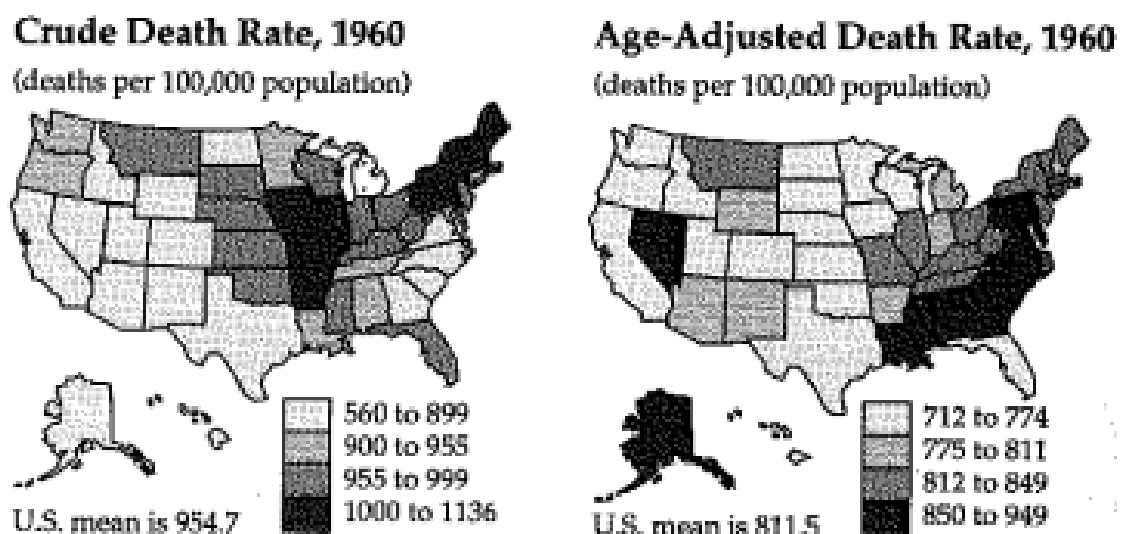 Crude Death Rate, 1960
(deaths per 100,000 population)
560 to 899
900 to 955
955 to 999
1000 to 1136
U.S. mean is 954.7
Age-Adjusted Death Rate, 1960
(deaths per 100,000 population)
712 to 774
775 to 811
812 to 849
850 to 949
U.S. mean is 811.5